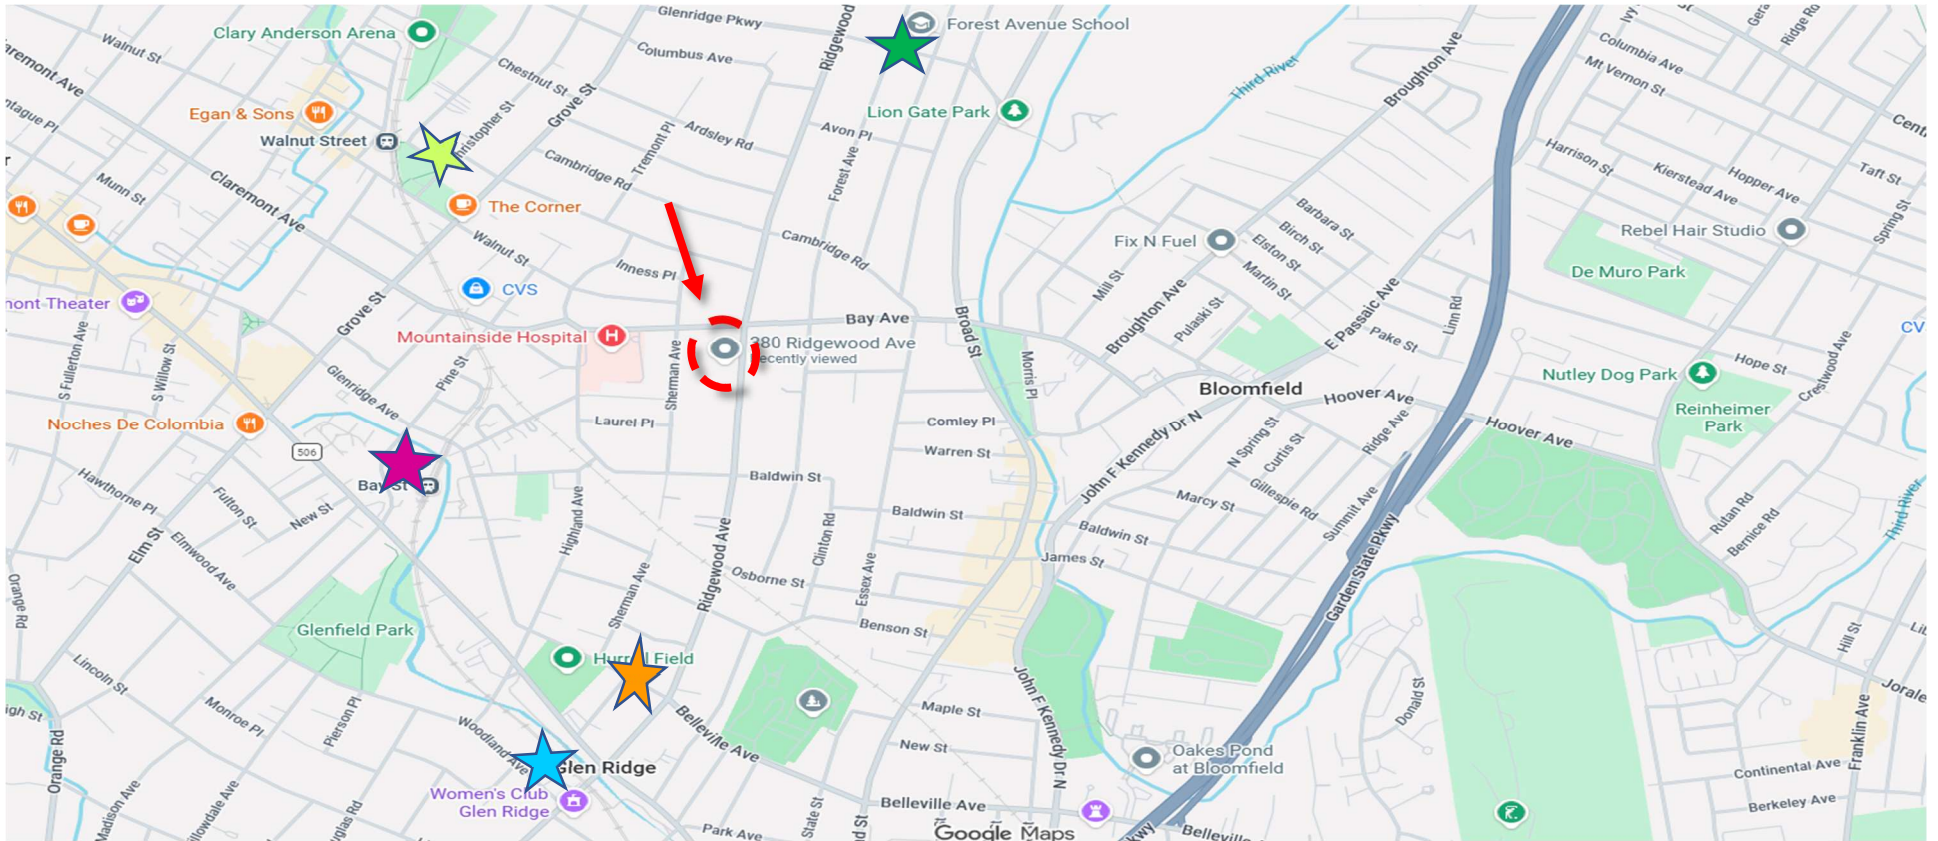 Glenridge Pkwy
Ridgewood
Forest Avenue School
Clary Anderson Arena
Walnut St
Columbus Ave
Chestnut St
Grove St
Third River
Broughton Ave
Columbia Ave
Mt Vernon St
Ridge Rd
Egan & Sons
Walnut Street
Lion Gate Park
Avon Pl
Ardsley Rd
Tremont Pl
Forest Ave
Cambridge Rd
Harrison St
Kierstead Ave
Hopper Ave
Taft St
Spring St
Munn St
Claremont Ave
The Corner
Walnut St
Inness Pl
Cambridge Rd
Fix N Fuel
Barbara St
Birch St
Elston St
Martin St
Mill St
Rebel Hair Studio
De Muro Park
CVS
Mountainside Hospital
Bay Ave
380 Ridgewood Ave
ecently viewed
Broad St
Broughton Ave
Pulaski St
E Passaic Ave
Pake St
Linn Rd
CV
mont Theater
Grove St
S Fullerton Ave
S Willow St
Glenridge Ave
Pine St
Sherman Ave
Morris Pl
Bloomfield
Hoover Ave
Hope St
Crestwood Ave
Nutley Dog Park
Reinheimer
Park
Noches De Colombia
506
Laurel Pl
Comley Pl
Warren St
John F Kennedy Dr N
N Spring St
Curtis St
Ridge Ave
Hoover Ave
Hawthorne Pl
Fulton St
New St
Bay St
Highland Ave
Baldwin St
Baldwin St
Baldwin St
Marcy St
Gillespie Rd
Summit Ave
Garden State Pkwy
Rutan Rd
Bernice Rd
Third River
Elm St
Elmwood Ave
Orange Rd
Ridgewood Ave
Clinton Rd
James St
Osborne St
Essex Ave
Sherman Ave
Benson St
Glenfield Park
Lincoln St
Hill St
Monroe Pl
Pierson Pl
Woodland Ave
Belleville Ave
Maple St
New St
John F Kennedy Dr N
Donald St
Franklin Ave
Orange Rd
Glen Ridge
Women's Club
Glen Ridge
Oakes Pond
at Bloomfield
Continental Ave
Berkeley Ave
Madison Ave
State St
Park Ave
Belleville Ave
Google Maps